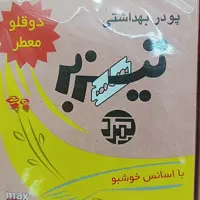 پودر بهداشتی
دوقلو
معطر
تیزبر
با اسانس خوشبو
max